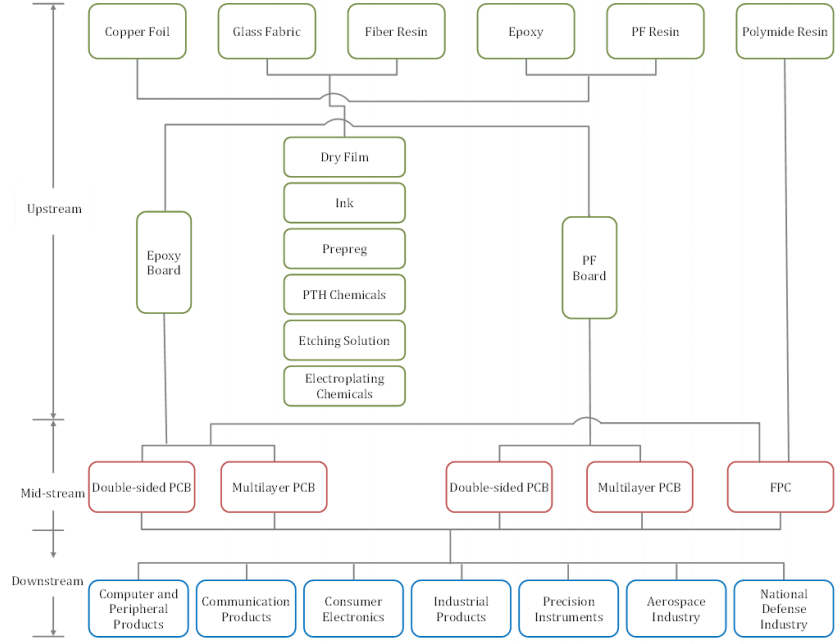 Copper Foil
Glass Fabric
Fiber Resin
Epoxy
PF Resin
Polymide Resin
Dry Film
Upstream
Ink
Epoxy
Board
Prepreg
PF
Board
PTH Chemicals
Etching Solution
Electroplating
Chemicals
Mid-stream
Double-sided PCB
Multilayer PCB
Double-sided PCB
Multilayer PCB
FPC
Downstream
Computer and
Peripheral
Products
Communication
Products
Consumer
Electronics
Industrial
Products
Precision
Instruments
Aerospace
Industry
National
Defense
Industry